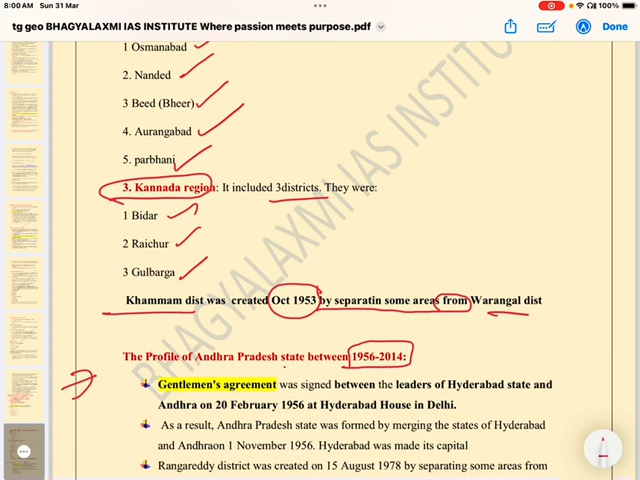 8:00 AM Sun 31 Mar
100%
tg geo BHAGYALAXMI IAS INSTITUTE Where passion meets purpose.pdf
Done
1 Osmanabad
2. Nanded
3 Beed (Bheer)
4. Aurangabad
5. parbhani
3. Kannada region: It included 3districts. They were:
1 Bidar
2 Raichur
3 Gulbarga
Khammam dist was created Oct 1953 by separatin some areas from Warangal dist
The Profile of Andhra Pradesh state between 1956-2014:
Gentlemen's agreement was signed between the leaders of Hyderabad state and
Andhra on 20 February 1956 at Hyderabad House in Delhi.
As a result, Andhra Pradesh state was formed by merging the states of Hyderabad
and Andhraon 1 November 1956. Hyderabad was made its capital
Rangareddy district was created on 15 August 1978 by separating some areas from
BHAGYALAXMI IAS INSTITU